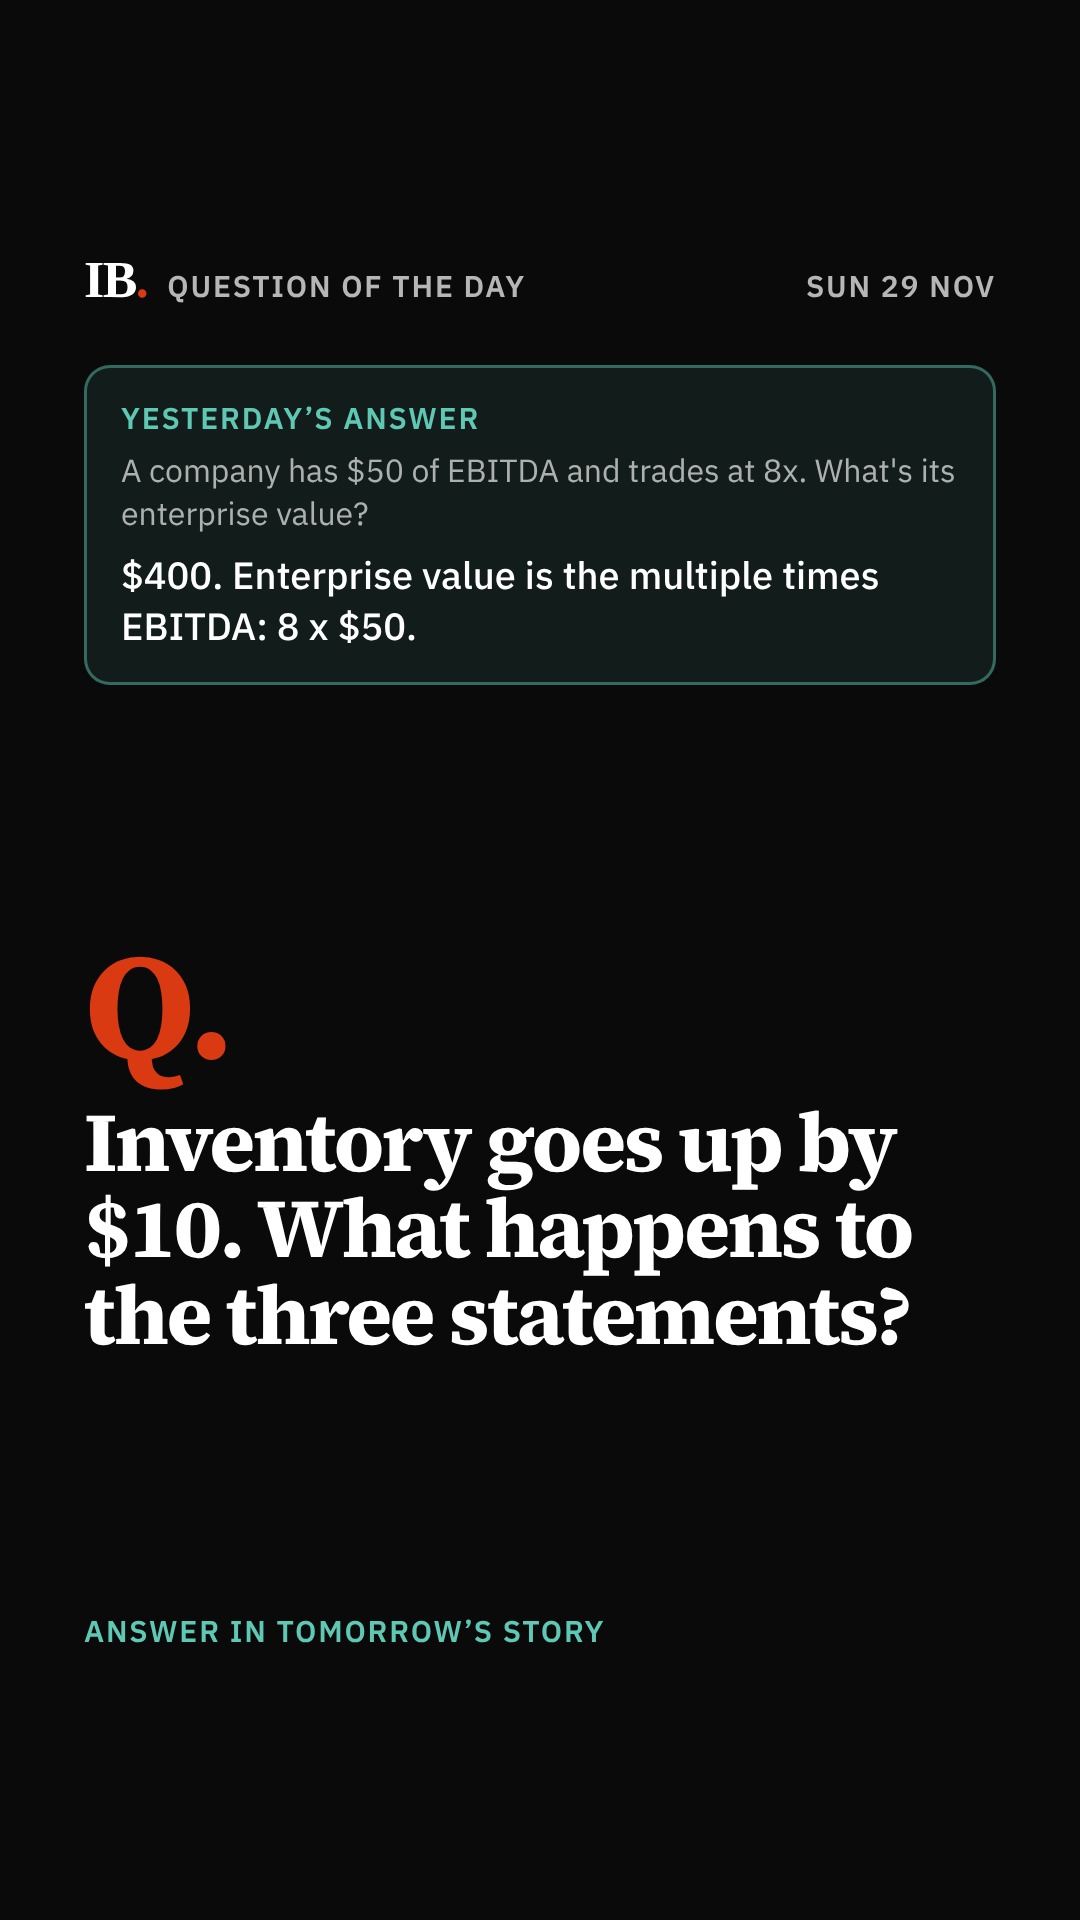 IB. QUESTION OF THE DAY SUN 29 NOV
YESTERDAY’S ANSWER
A company has $50 of EBITDA and trades at 8x. What's its
enterprise value?
$400. Enterprise value is the multiple times
EBITDA: 8 x $50.
Q.
Inventory goes up by
$10. What happens to
the three statements?
ANSWER IN TOMORROW’S STORY